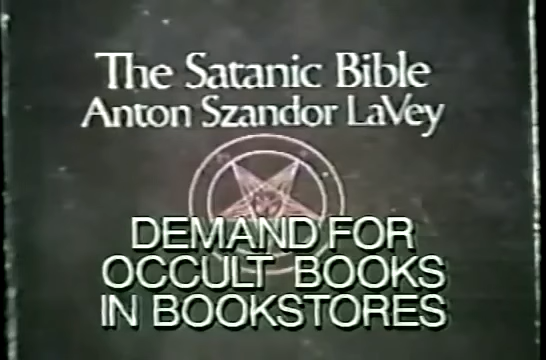 The Satanic Bible
Anton Szandor LaVey
DEMAND FOR
OCCULT BOOKS
IN BOOKSTORES